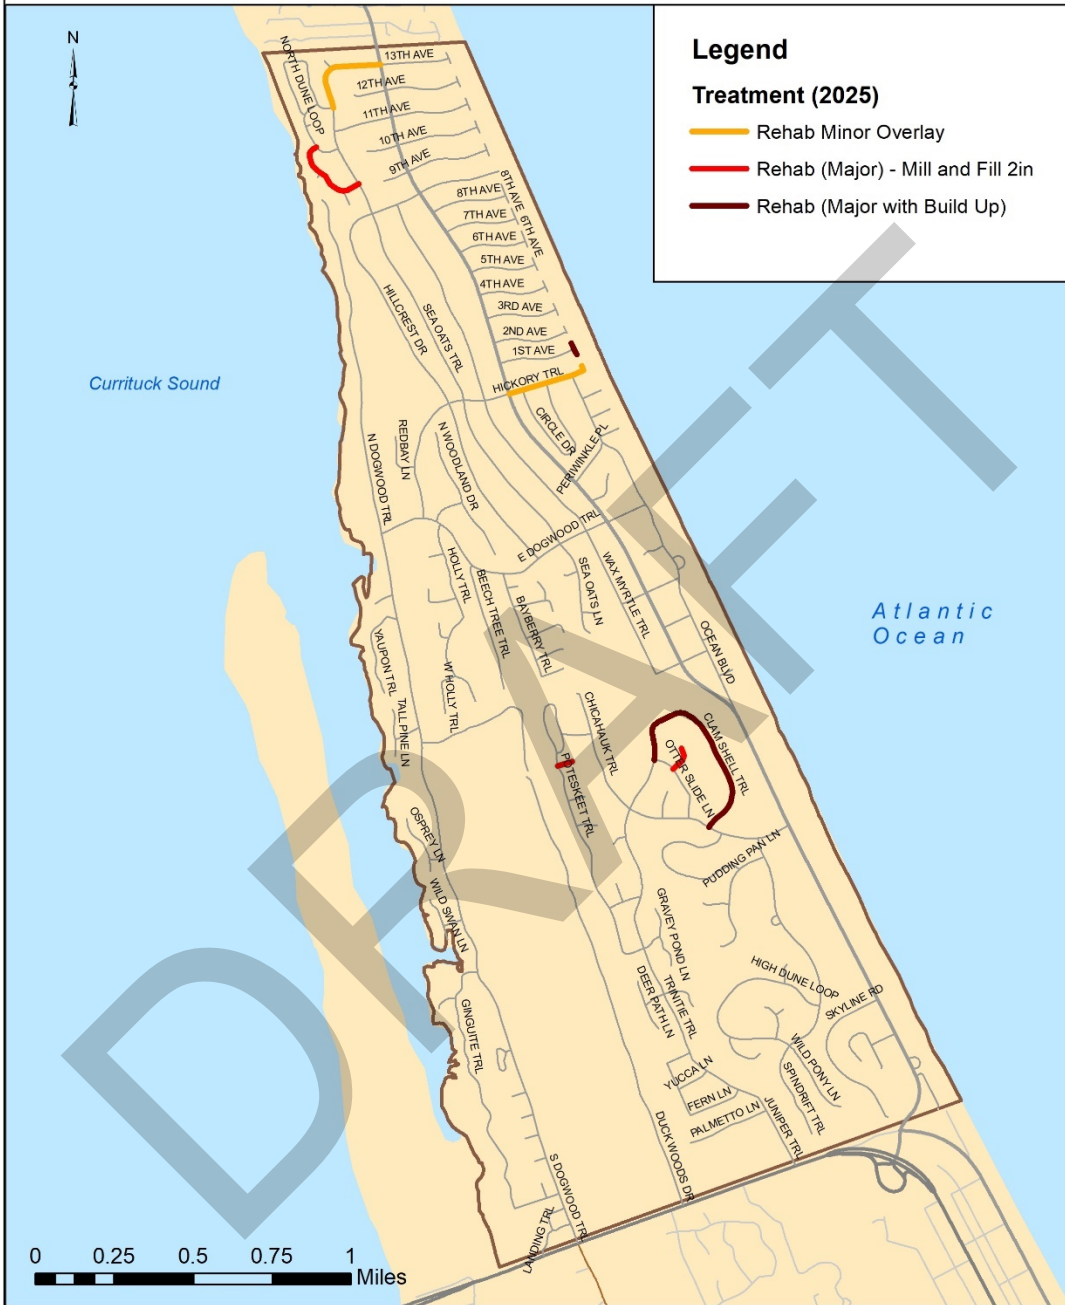 N
Legend
Treatment (2025)
Rehab Minor Overlay
Rehab (Major) - Mill and Fill 2in
Rehab (Major with Build Up)
NORTH DUNE LOOP
13TH AVE
12TH AVE
11TH AVE
10TH AVE
9TH AVE
8TH AVE
8TH AVE
7TH AVE
6TH AVE
6TH AVE
5TH AVE
4TH AVE
3RD AVE
2ND AVE
1ST AVE
HICKORY TRL
HILLCREST DR
SEA OATS TRL
Currituck Sound
CIRCLE DR
PERIWINKLE PL
REDBAY LN
N WOODLAND DR
N DOGWOOD TRL
E DOGWOOD TRL
HOLLY TRL
BEECH TREE TRL
BAYBERRY TRL
SEA OATS LN
WAX MYRTLE TRL
OCEAN BLVD
Atlantic
Ocean
YAUPON TRL
W HOLLY TRL
TALL PINE LN
CHICAHAUK TRL
CLAM SHELL TRL
OTTER SLIDE LN
POTESKEET TRL
OSPREY LN
PUDDING PAN LN
WILD SWAN LN
GRAVEY POND LN
DEER PATH LN
TRINITIE TRL
HIGH DUNE LOOP
SKYLINE RD
GINGUITE TRL
WILD PONY LN
SPINDRIFT TRL
YUCCA LN
FERN LN
PALMETTO LN
JUNIPER TRL
DUCK WOODS DR
S DOGWOOD TRL
LANDING TRL
DRAFT
0 0.25 0.5 0.75 1
Miles